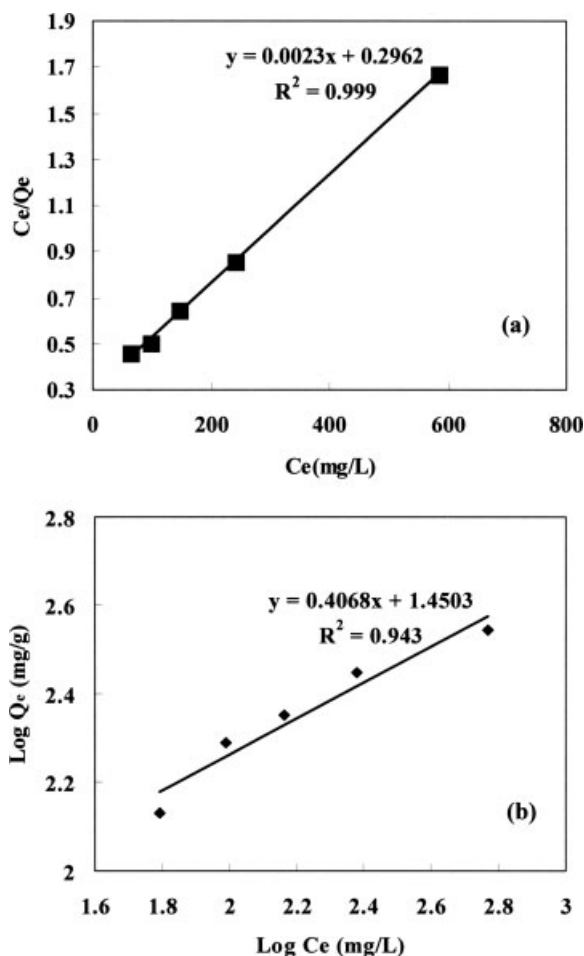 1.9
1.7
1.5
1.3
1.1
0.9
0.7
0.5
0.3
Ce/Qe
y = 0.0023x + 0.2962
R² = 0.999
(a)
0 200 400 600 800
Ce(mg/L)
2.8
2.6
2.4
2.2
2
Log Qe (mg/g)
y = 0.4068x + 1.4503
R² = 0.943
(b)
1.6 1.8 2 2.2 2.4 2.6 2.8 3
Log Ce (mg/L)